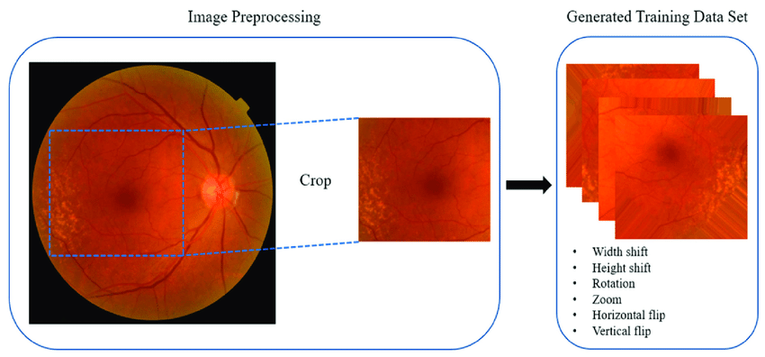 Image Preprocessing
Generated Training Data Set
Crop
• Width shift
• Height shift
• Rotation
• Zoom
• Horizontal flip
• Vertical flip